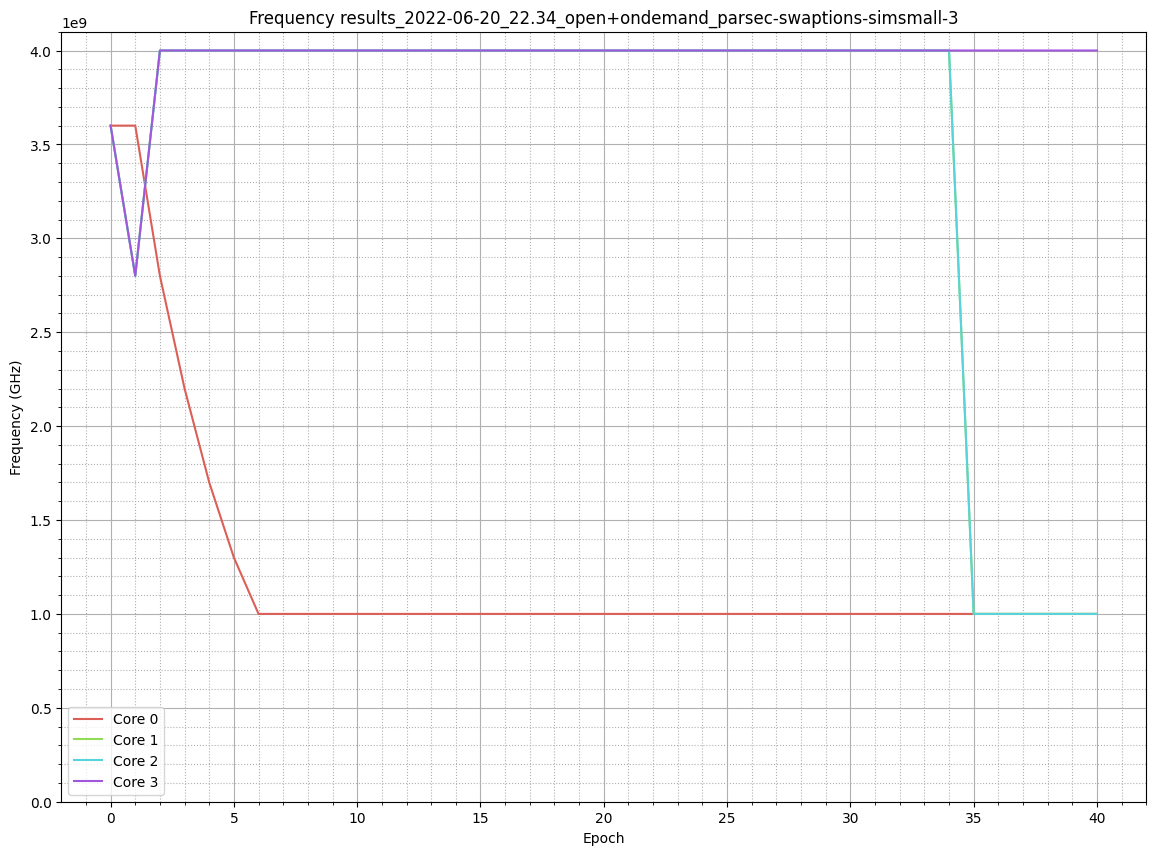 Frequency results_2022-06-20_22.34_open+ondemand_parsec-swaptions-simsmall-3
1e9
4.0
3.5
3.0
2.5
2.0
1.5
1.0
0.5
0.0
Frequency (GHz)
Core 0
Core 1
Core 2
Core 3
0 5 10 15 20 25 30 35 40
Epoch